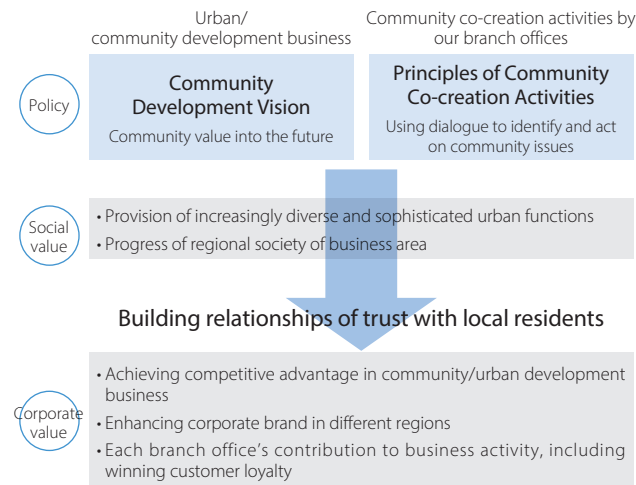 Urban/
community development business
Community co-creation activities by
our branch offices
Policy
Community
Development Vision
Community value into the future
Principles of Community
Co-creation Activities
Using dialogue to identify and act
on community issues
Social
value
• Provision of increasingly diverse and sophisticated urban functions
• Progress of regional society of business area
Building relationships of trust with local residents
Corporate
value
• Achieving competitive advantage in community/urban development
business
• Enhancing corporate brand in different regions
• Each branch office's contribution to business activity, including
winning customer loyalty